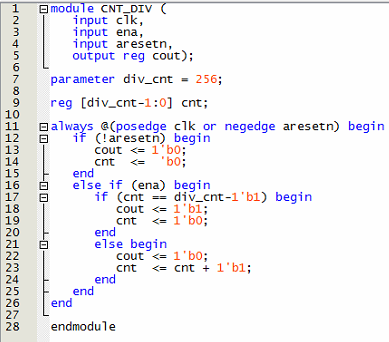 1 module CNT_DIV (
2 input clk,
3 input ena,
4 input aresetn,
5 output reg cout);
6
7 parameter div_cnt = 256;
8
9 reg [div_cnt-1:0] cnt;
10
11 always @(posedge clk or negedge aresetn) begin
12 if (!aresetn) begin
13 cout <= 1'b0;
14 cnt <= 'b0;
15 end
16 else if (ena) begin
17 if (cnt == div_cnt-1'b1) begin
18 cout <= 1'b1;
19 cnt <= 1'b0;
20 end
21 else begin
22 cout <= 1'b0;
23 cnt <= cnt + 1'b1;
24 end
25 end
26 end
27
28 endmodule